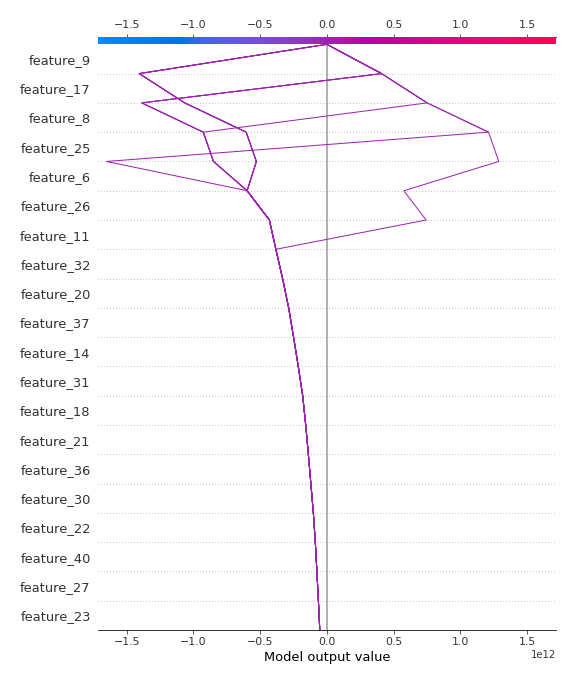 −1.5 −1.0 −0.5 0.0 0.5 1.0 1.5
feature_9
feature_17
feature_8
feature_25
feature_6
feature_26
feature_11
feature_32
feature_20
feature_37
feature_14
feature_31
feature_18
feature_21
feature_36
feature_30
feature_22
feature_40
feature_27
feature_23
−1.5 −1.0 −0.5 0.0 0.5 1.0 1.5
1e12
Model output value